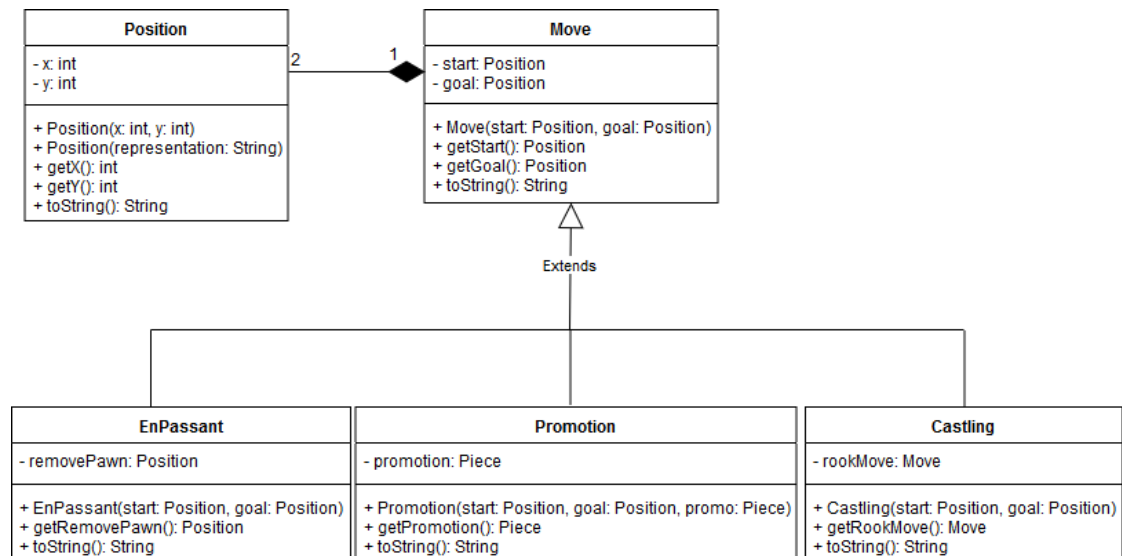 Position
- x: int
- y: int
+ Position(x: int, y: int)
+ Position(representation: String)
+ getX(): int
+ getY(): int
+ toString(): String
2
1
Move
- start: Position
- goal: Position
+ Move(start: Position, goal: Position)
+ getStart(): Position
+ getGoal(): Position
+ toString(): String
Extends
EnPassant
- removePawn: Position
+ EnPassant(start: Position, goal: Position)
+ getRemovePawn(): Position
+ toString(): String
Promotion
- promotion: Piece
+ Promotion(start: Position, goal: Position, promo: Piece)
+ getPromotion(): Piece
+ toString(): String
Castling
- rookMove: Move
+ Castling(start: Position, goal: Position)
+ getRookMove(): Move
+ toString(): String